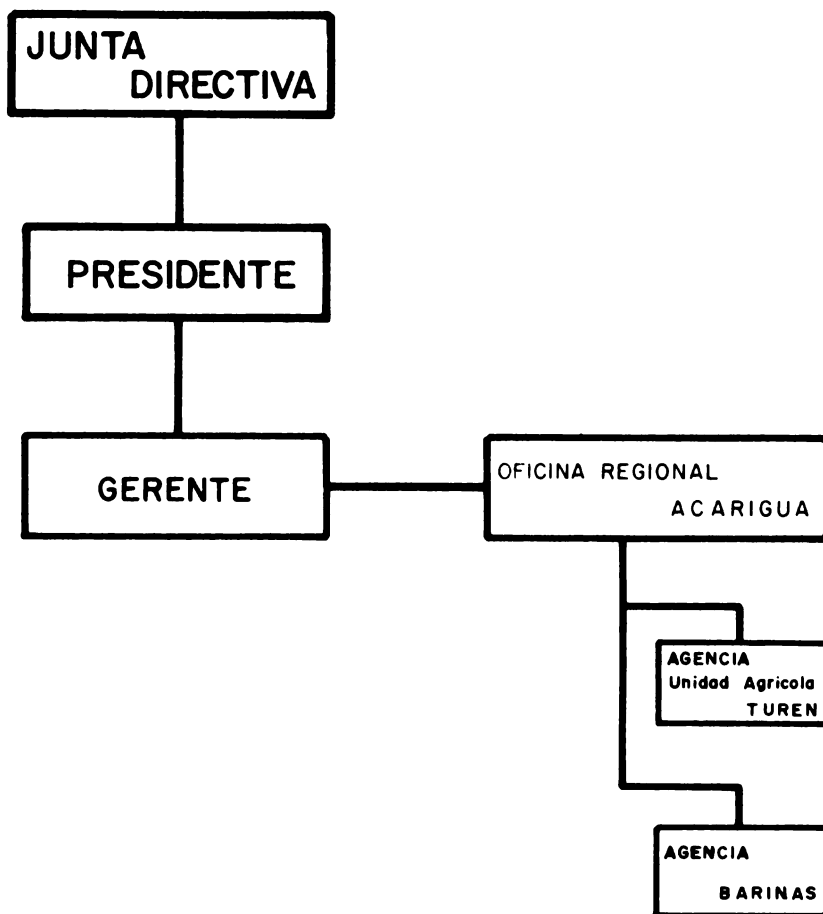 JUNTA
DIRECTIVA
PRESIDENTE
GERENTE
OFICINA REGIONAL
ACARIGUA
AGENCIA
Unidad Agricola
TUREN
AGENCIA
BARINAS